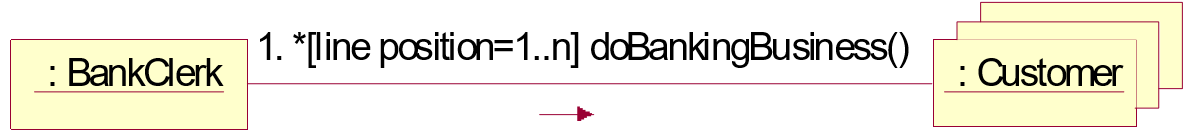 : BankClerk
1. *[line position=1..n] doBankingBusiness()
: Customer